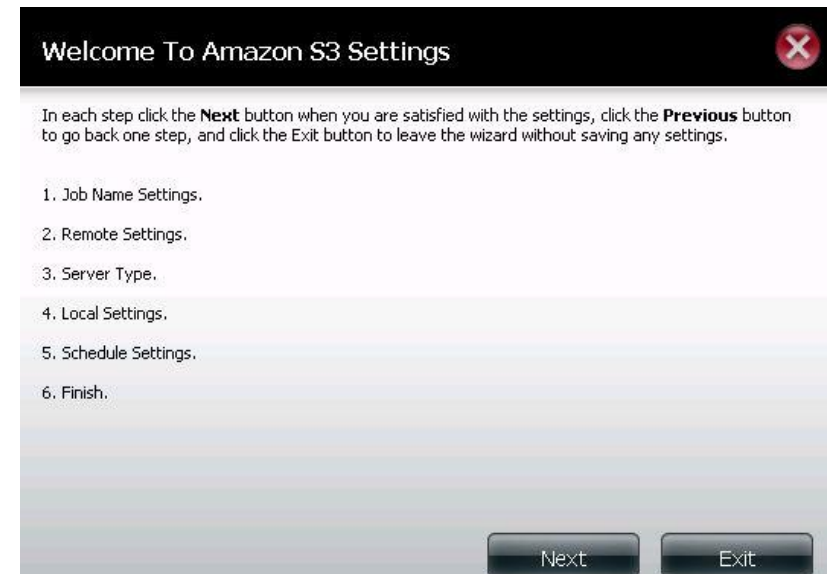 Welcome To Amazon S3 Settings
In each step click the Next button when you are satisfied with the settings, click the Previous button
to go back one step, and click the Exit button to leave the wizard without saving any settings.
1. Job Name Settings.
2. Remote Settings.
3. Server Type.
4. Local Settings.
5. Schedule Settings.
6. Finish.
Next
Exit